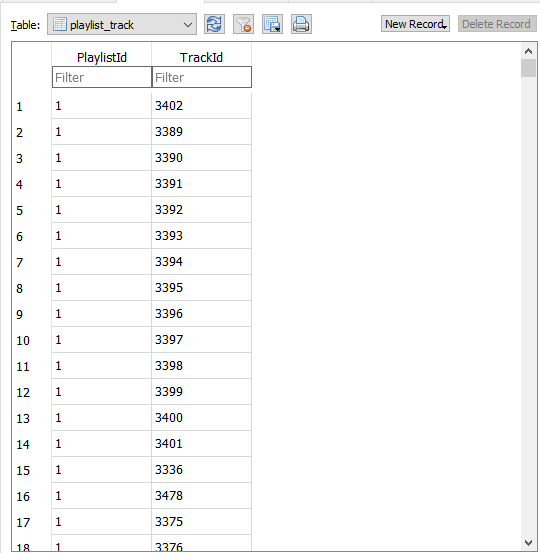 Table: playlist_track New Record Delete Record
PlaylistId TrackId
Filter Filter
1 1 3402
2 1 3389
3 1 3390
4 1 3391
5 1 3392
6 1 3393
7 1 3394
8 1 3395
9 1 3396
10 1 3397
11 1 3398
12 1 3399
13 1 3400
14 1 3401
15 1 3336
16 1 3478
17 1 3375
18 1 3376